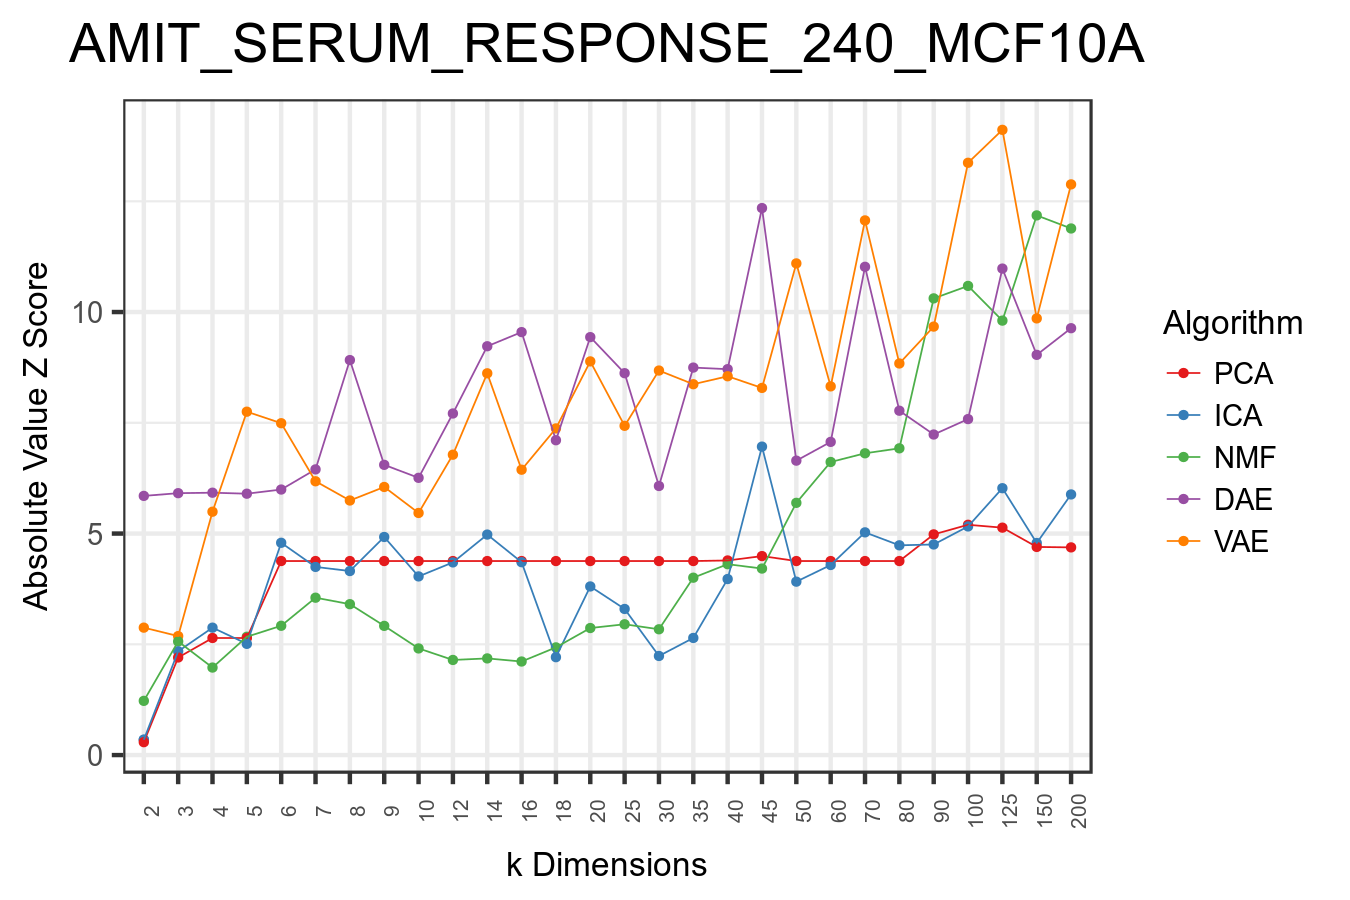 AMIT_SERUM_RESPONSE_240_MCF10A
Absolute Value Z Score
10
5
0
2 3 4 5 6 7 8 9 10 12 14 16 18 20 25 30 35 40 45 50 60 70 80 90 100 125 150 200
k Dimensions
Algorithm
PCA
ICA
NMF
DAE
VAE